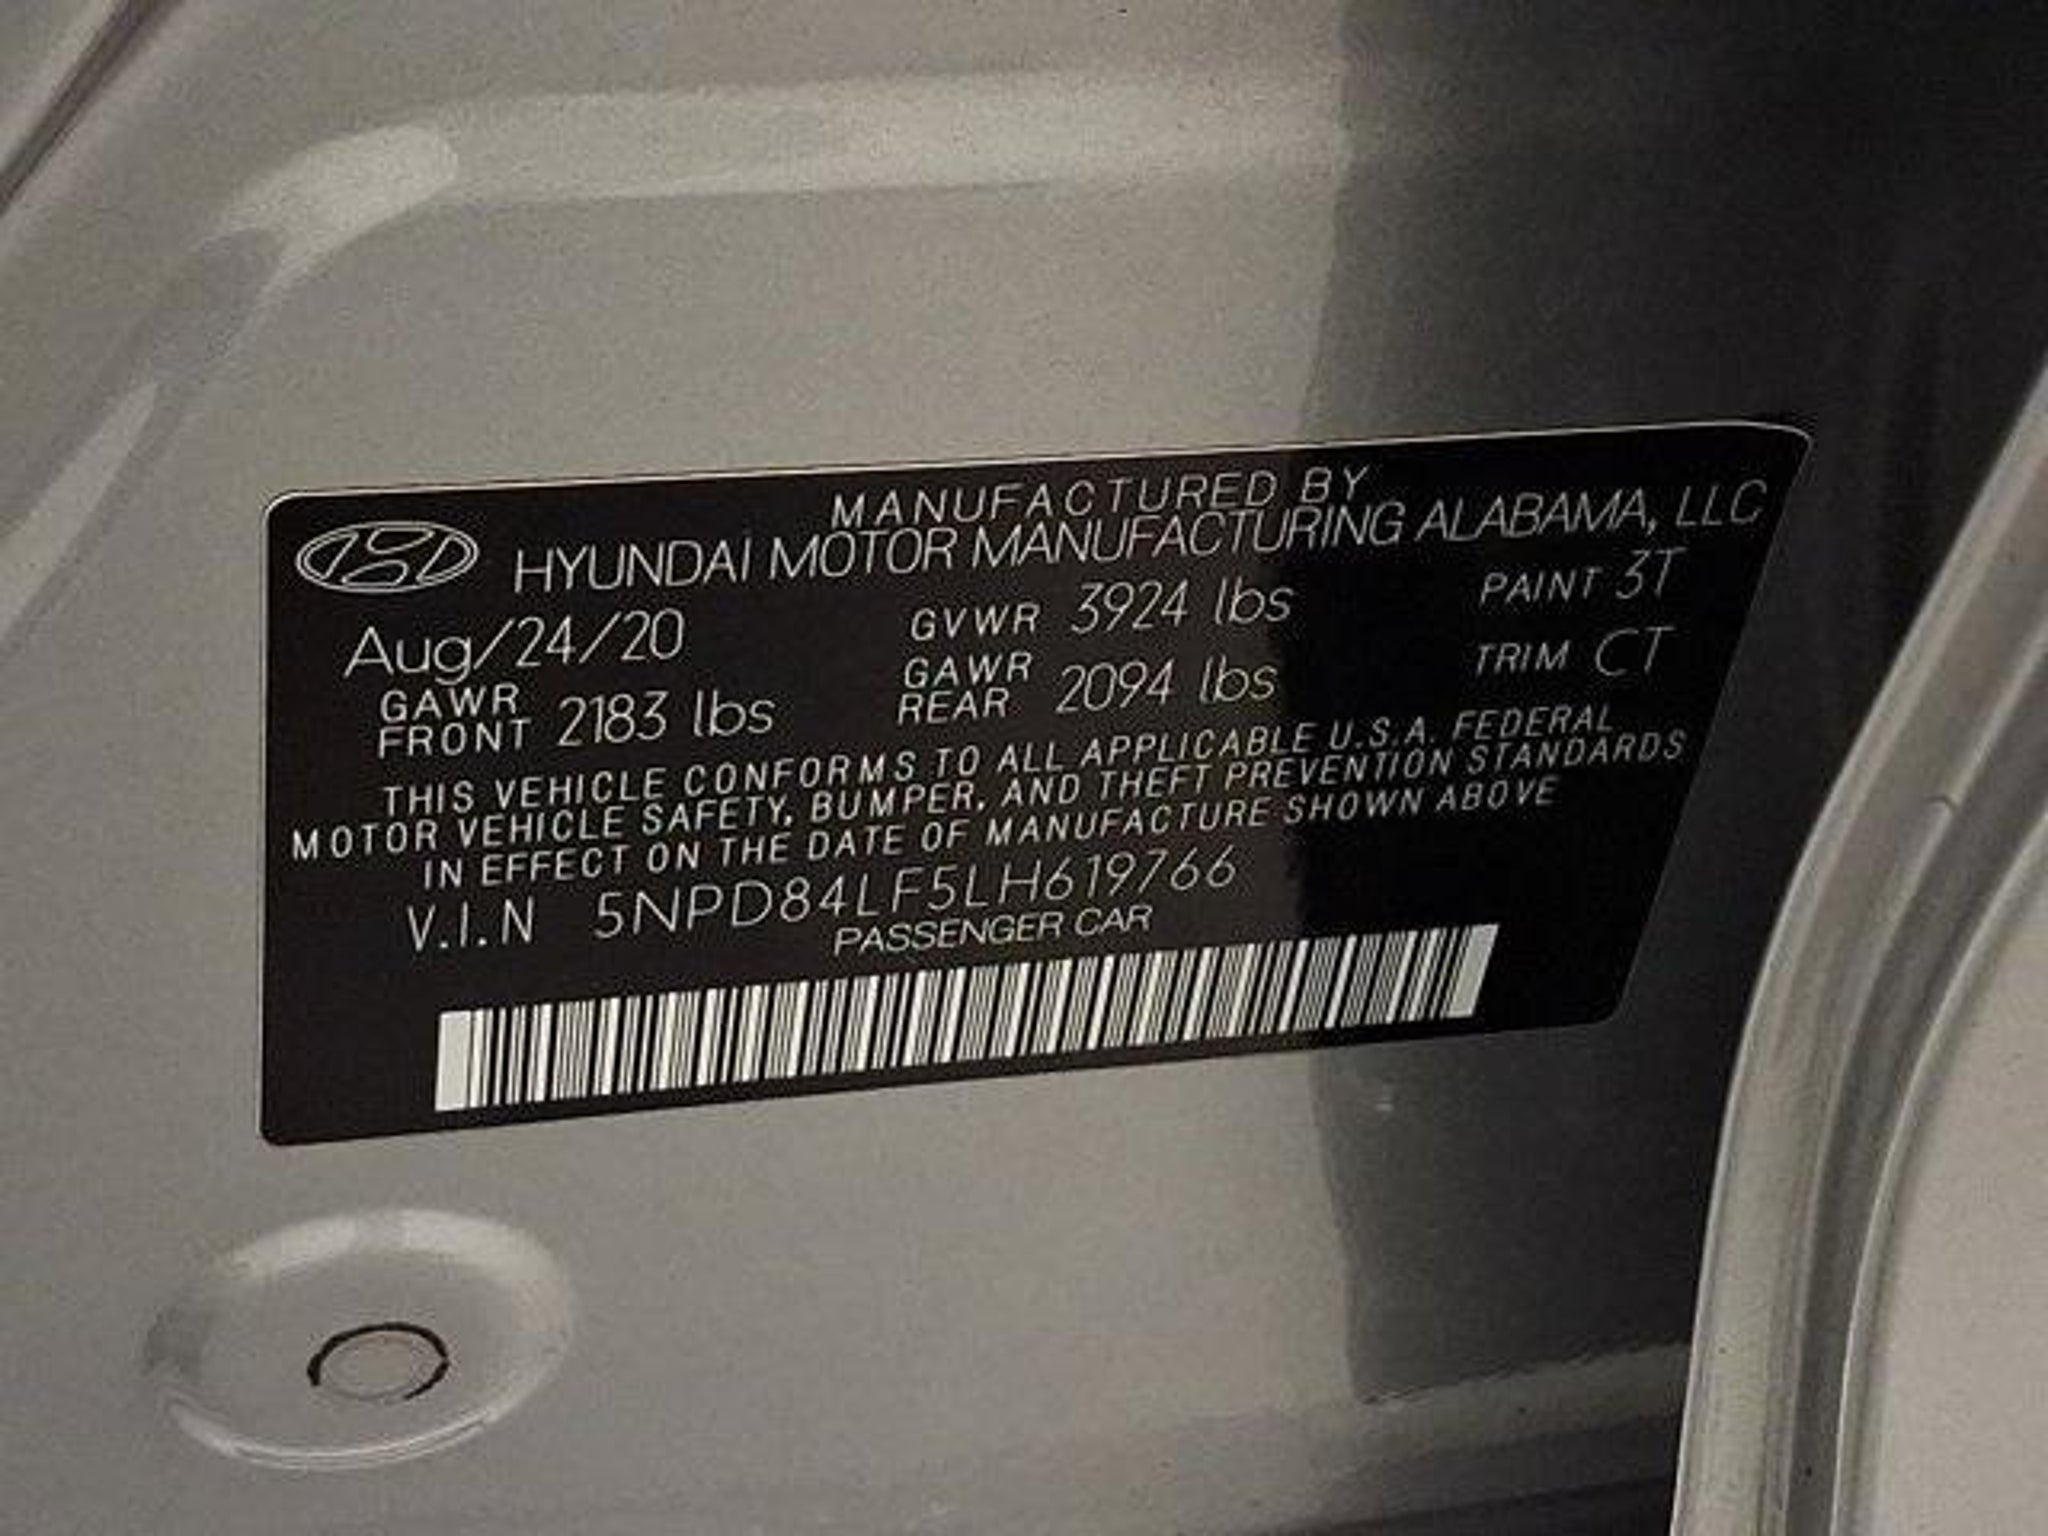 MANUFACTURED BY
HYUNDAI MOTOR MANUFACTURING ALABAMA, LLC
Aug/24/20 GVWR 3924 lbs PAINT 3T
GAWR FRONT 2183 lbs GAWR REAR 2094 lbs TRIM CT
THIS VEHICLE CONFORMS TO ALL APPLICABLE U.S.A. FEDERAL
MOTOR VEHICLE SAFETY, BUMPER, AND THEFT PREVENTION STANDARDS
IN EFFECT ON THE DATE OF MANUFACTURE SHOWN ABOVE
V.I.N 5NPD84LF5LH619766
PASSENGER CAR